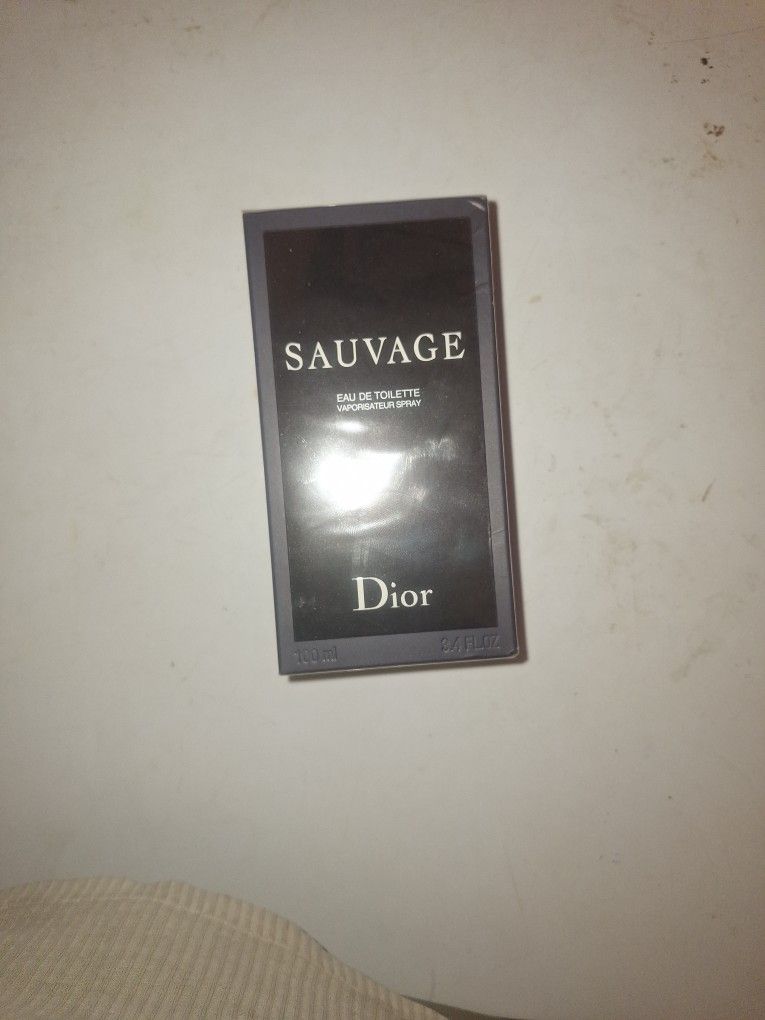 SAUVAGE
EAU DE TOILETTE
VAPORISATEUR SPRAY
Dior
100 ml 3.4 FL.OZ